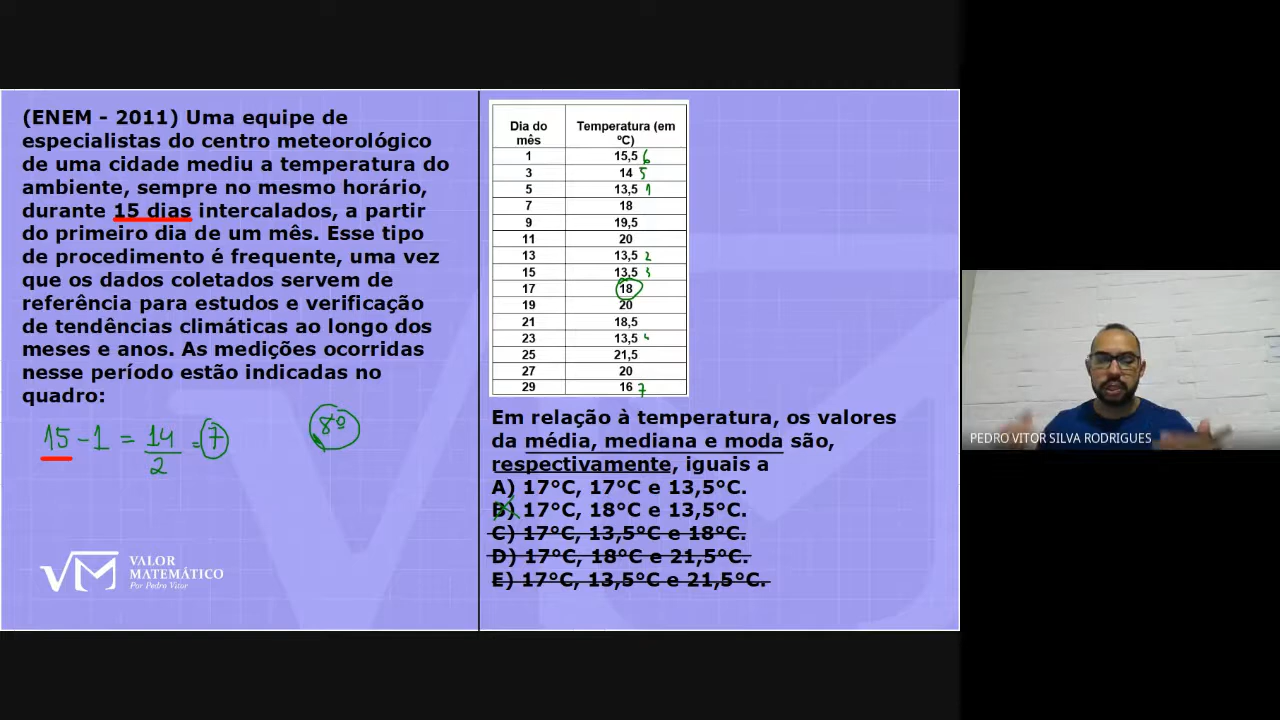 (ENEM - 2011) Uma equipe de
especialistas do centro meteorológico
de uma cidade mediu a temperatura do
ambiente, sempre no mesmo horário,
durante 15 dias intercalados, a partir
do primeiro dia de um mês. Esse tipo
de procedimento é frequente, uma vez
que os dados coletados servem de
referência para estudos e verificação
de tendências climáticas ao longo dos
meses e anos. As medições ocorridas
nesse período estão indicadas no
quadro:
15 - 1 = 14 = 7
2
8º
VALOR
MATEMÁTICO
Por Pedro Vitor
Dia do mês Temperatura (em ºC)
1 15,5 6
3 14 5
5 13,5 1
7 18
9 19,5
11 20
13 13,5 2
15 13,5 3
17 18
19 20
21 18,5
23 13,5
25 21,5
27 20
29 16 7
Em relação à temperatura, os valores
da média, mediana e moda são,
respectivamente, iguais a
A) 17°C, 17°C e 13,5°C.
B) 17°C, 18°C e 13,5°C.
C) 17°C, 13,5°C e 18°C.
D) 17°C, 18°C e 21,5°C.
E) 17°C, 13,5°C e 21,5°C.
PEDRO VITOR SILVA RODRIGUES